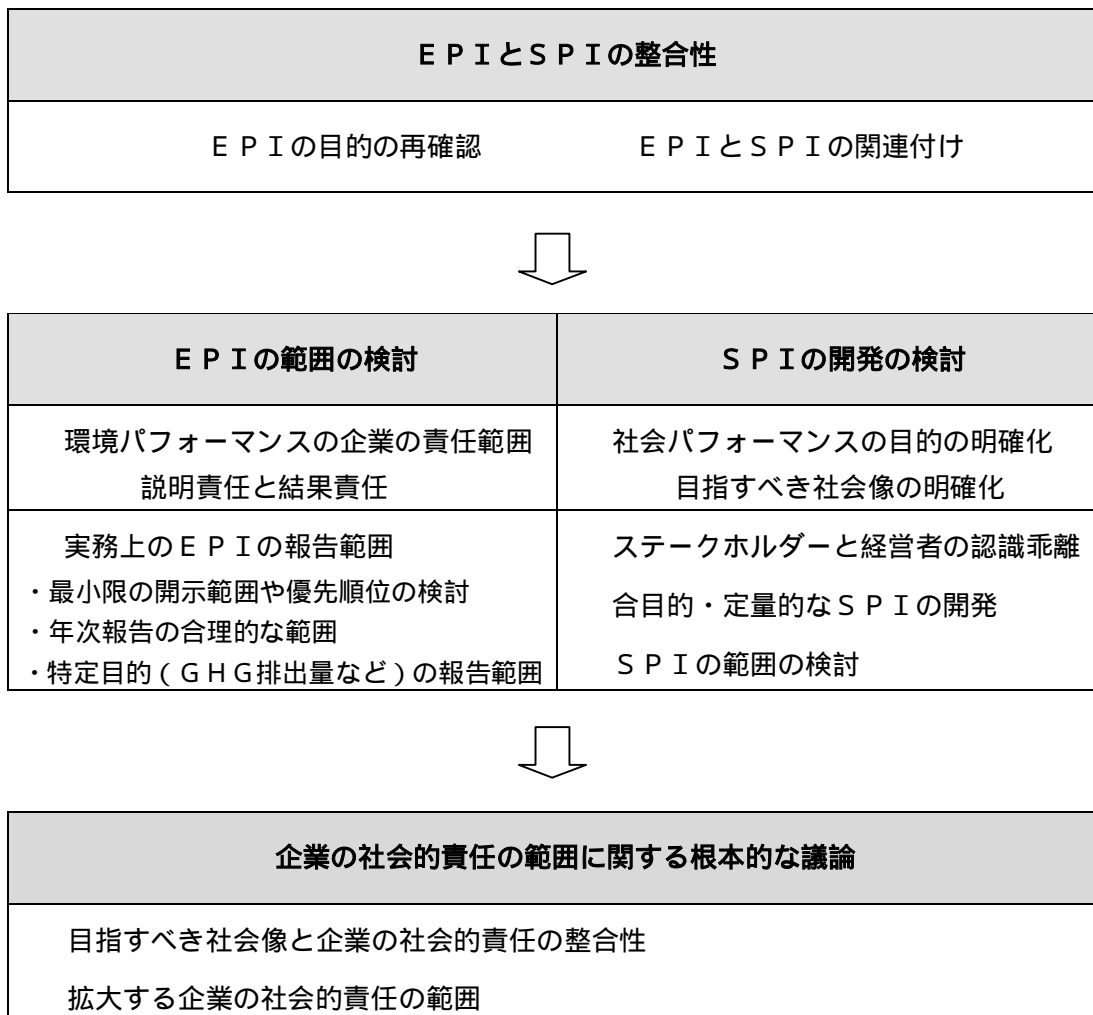 ＥＰＩとＳＰＩの整合性
ＥＰＩの目的の再確認　ＥＰＩとＳＰＩの関連付け
ＥＰＩの範囲の検討
環境パフォーマンスの企業の責任範囲
説明責任と結果責任
実務上のＥＰＩの報告範囲
・最小限の開示範囲や優先順位の検討
・年次報告の合理的な範囲
・特定目的（ＧＨＧ排出量など）の報告範囲
ＳＰＩの開発の検討
社会パフォーマンスの目的の明確化
目指すべき社会像の明確化
ステークホルダーと経営者の認識乖離
合目的・定量的なＳＰＩの開発
ＳＰＩの範囲の検討
企業の社会的責任の範囲に関する根本的な議論
目指すべき社会像と企業の社会的責任の整合性
拡大する企業の社会的責任の範囲